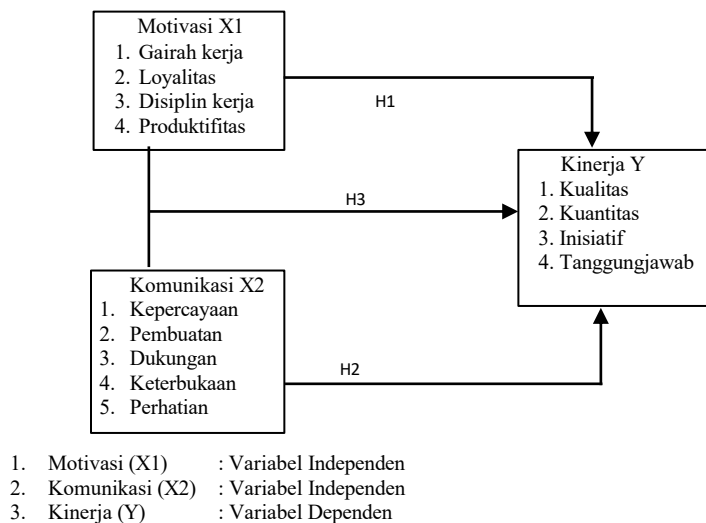 Motivasi X1
1. Gairah kerja
2. Loyalitas
3. Disiplin kerja
4. Produktifitas
H1
Kinerja Y
1. Kualitas
2. Kuantitas
3. Inisiatif
4. Tanggungjawab
H3
Komunikasi X2
1. Kepercayaan
2. Pembuatan
3. Dukungan
4. Keterbukaan
5. Perhatian
H2
1. Motivasi (X1) : Variabel Independen
2. Komunikasi (X2) : Variabel Independen
3. Kinerja (Y) : Variabel Dependen